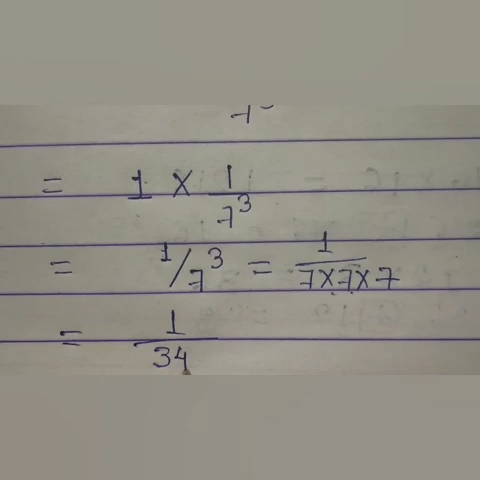 = 1 × 1/7³
= 1/7³ = 1/7×7×7
= 1/34